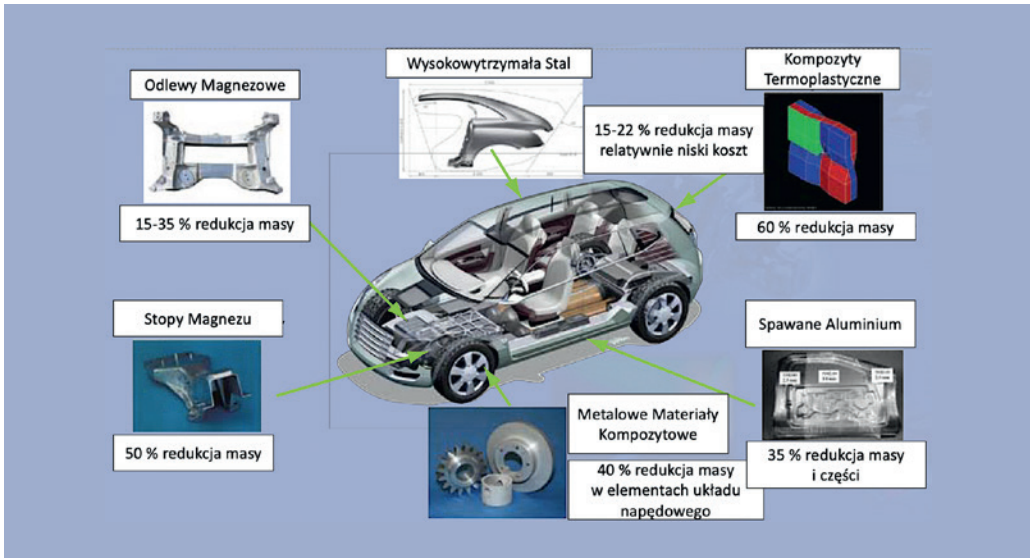 Wysokowytrzymała Stal
Kompozyty
Termoplastyczne
Odlewy Magnezowe
15-22 % redukcja masy
relatywnie niski koszt
15-35 % redukcja masy
60 % redukcja masy
Stopy Magnezu
Spawane Aluminium
50 % redukcja masy
Metalowe Materiały
Kompozytowe
40 % redukcja masy
w elementach układu
napędowego
35 % redukcja masy
i części